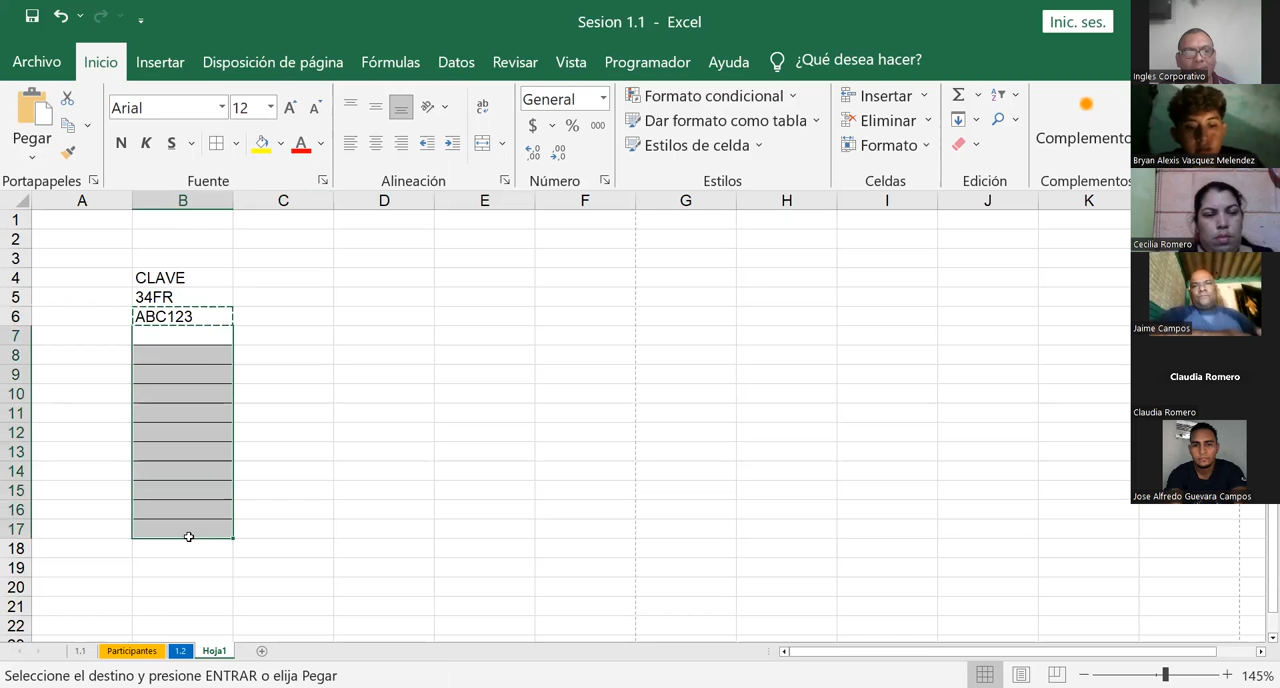 Sesion 1.1 - Excel
Inic. ses.
Archivo Inicio Insertar Disposición de página Fórmulas Datos Revisar Vista Programador Ayuda ¿Qué desea hacer?
Pegar
Arial 12
N K S A
ab
General
$ % 000
Formato condicional
Dar formato como tabla
Estilos de celda
Insertar
Eliminar
Formato
Complemento
Portapapeles Fuente Alineación Número Estilos Celdas Edición Complementos
A B C D E F G H I J K
1
2
3
4 CLAVE
5 34FR
6 ABC123
7
8
9
10
11
12
13
14
15
16
17
18
19
20
21
22
1.1 Participantes 1.2 Hoja1
Seleccione el destino y presione ENTRAR o elija Pegar
145%
Ingles Corporativo
Bryan Alexis Vasquez Melendez
Cecilia Romero
Jaime Campos
Claudia Romero
Claudia Romero
Jose Alfredo Guevara Campos